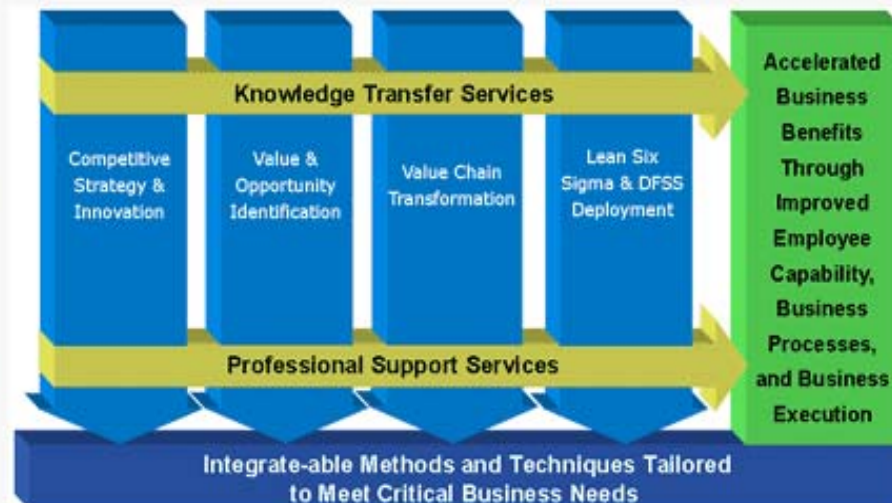 Knowledge Transfer Services
Competitive
Strategy &
Innovation
Value &
Opportunity
Identification
Value Chain
Transformation
Lean Six
Sigma & DFSS
Deployment
Professional Support Services
Accelerated
Business
Benefits
Through
Improved
Employee
Capability,
Business
Processes,
and Business
Execution
Integrate-able Methods and Techniques Tailored
to Meet Critical Business Needs